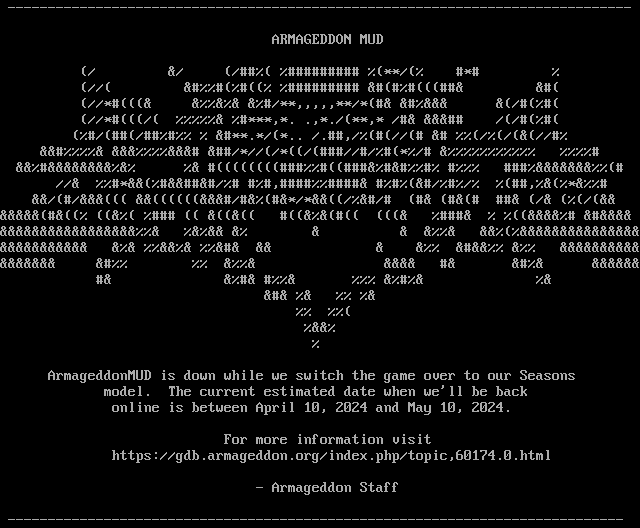 ARMAGEDDON MUD
ArmageddonMUD is down while we switch the game over to our Seasons
model. The current estimated date when we'll be back
online is between April 10, 2024 and May 10, 2024.
For more information visit
https://gdb.armageddon.org/index.php/topic,60174.0.html
- Armageddon Staff